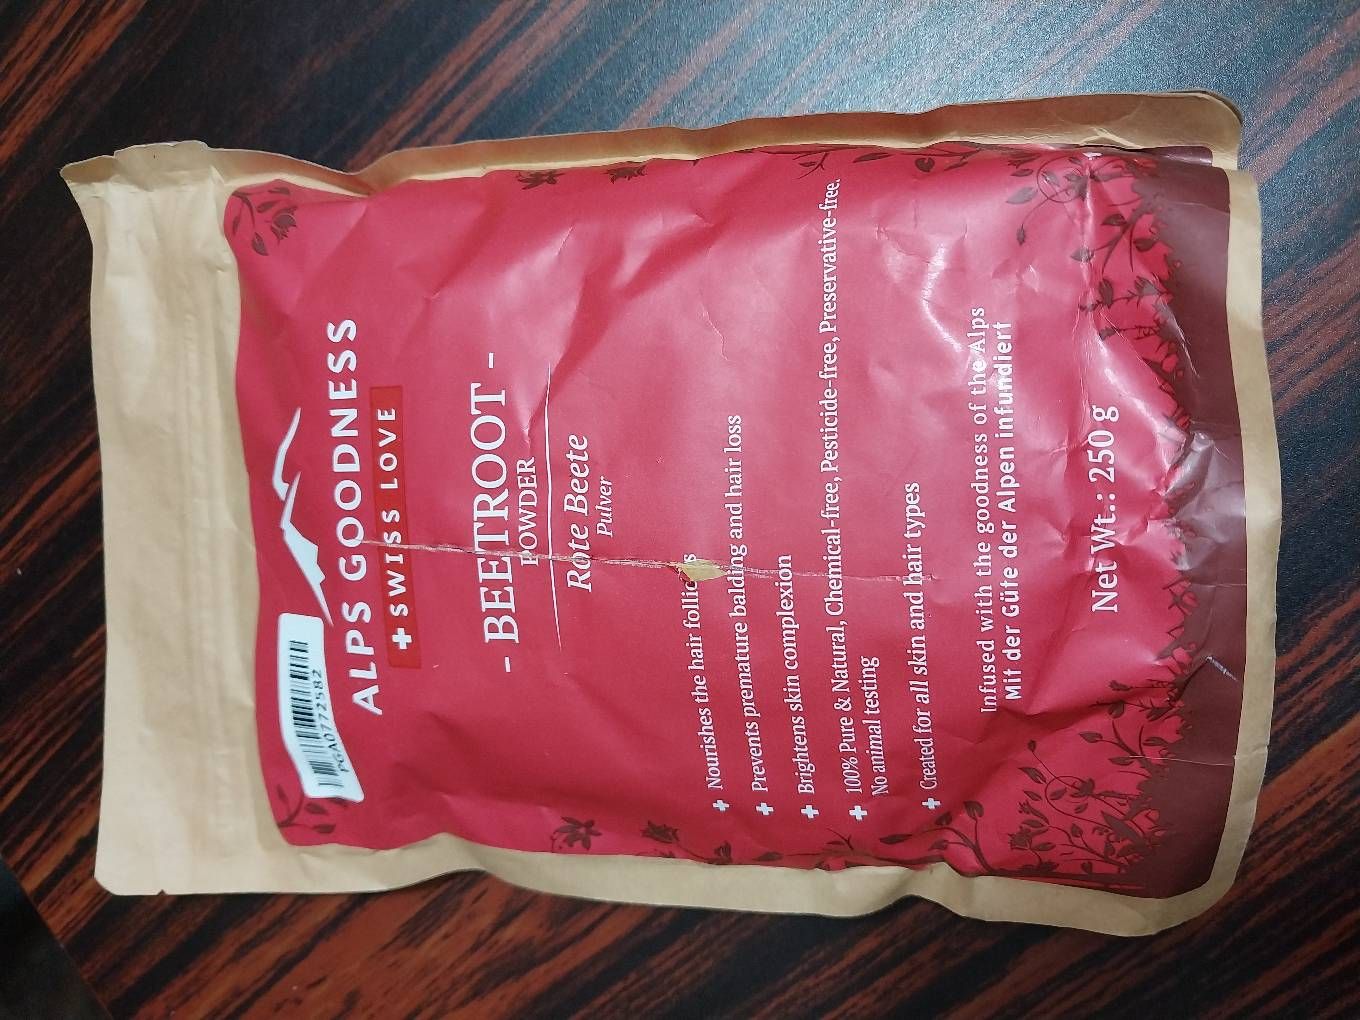 PGA0772582
ALPS GOODNESS
+ SWISS LOVE
- BEETROOT -
POWDER
Rote Beete
Pulver
+ Nourishes the hair follic s
+ Prevents premature balding and hair loss
+ Brightens skin complexion
+ 100% Pure & Natural, Chemical-free, Pesticide-free, Preservative-free,
No animal testing
+ Created for all skin and hair types
Infused with the goodness of the Alps
Mit der Güte der Alpen infundiert
Net Wt.: 250 g